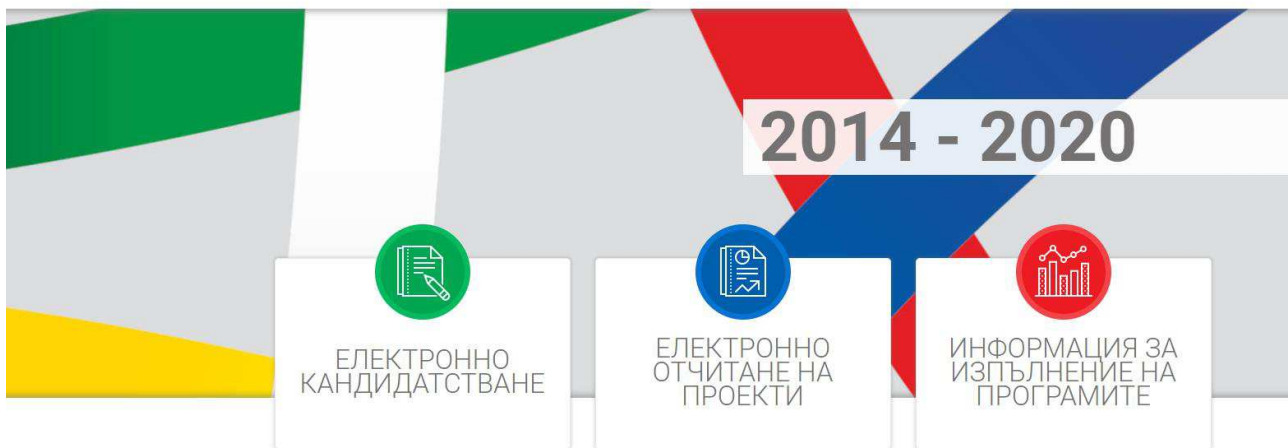 2014 - 2020
ЕЛЕКТРОННО
КАНДИДАТСТВАНЕ
ЕЛЕКТРОННО
ОТЧИТАНЕ НА
ПРОЕКТИ
ИНФОРМАЦИЯ ЗА
ИЗПЪЛНЕНИЕ НА
ПРОГРАМИТЕ